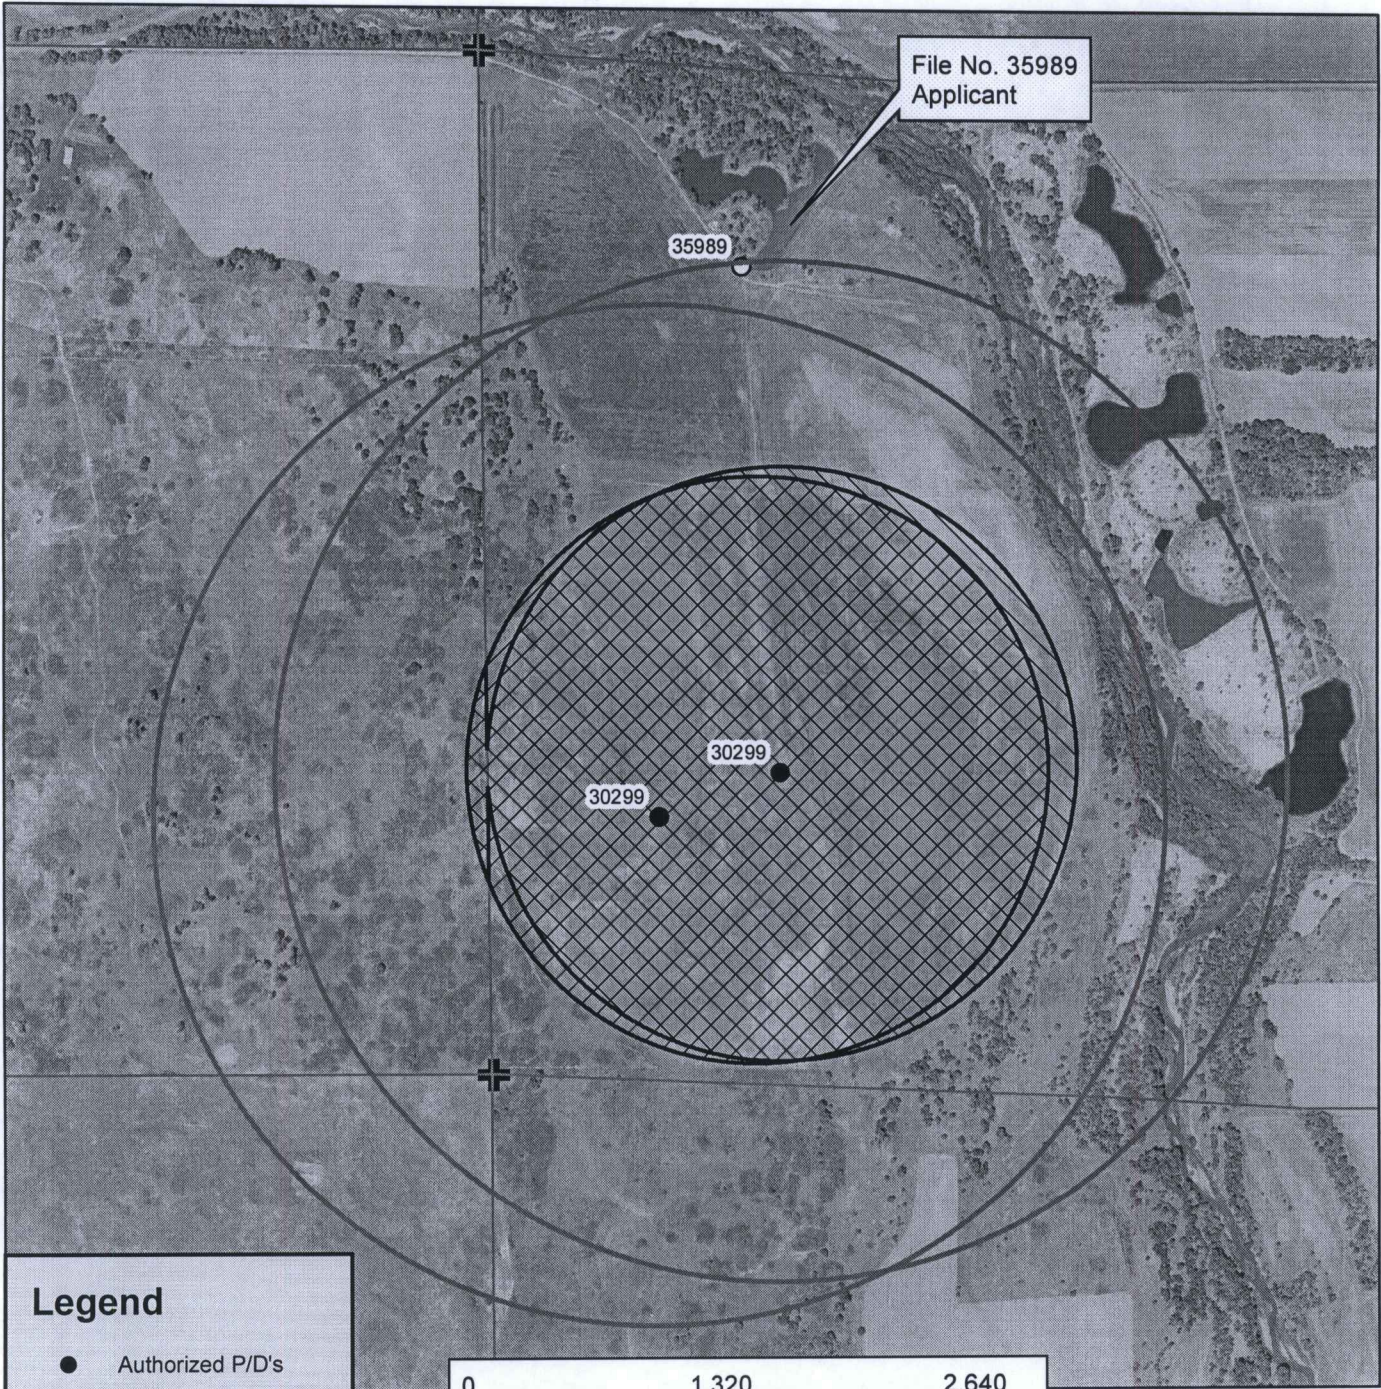 File No. 35989
Applicant
35989
30299
30299
Legend
Authorized P/D's
0 1,320 2,640